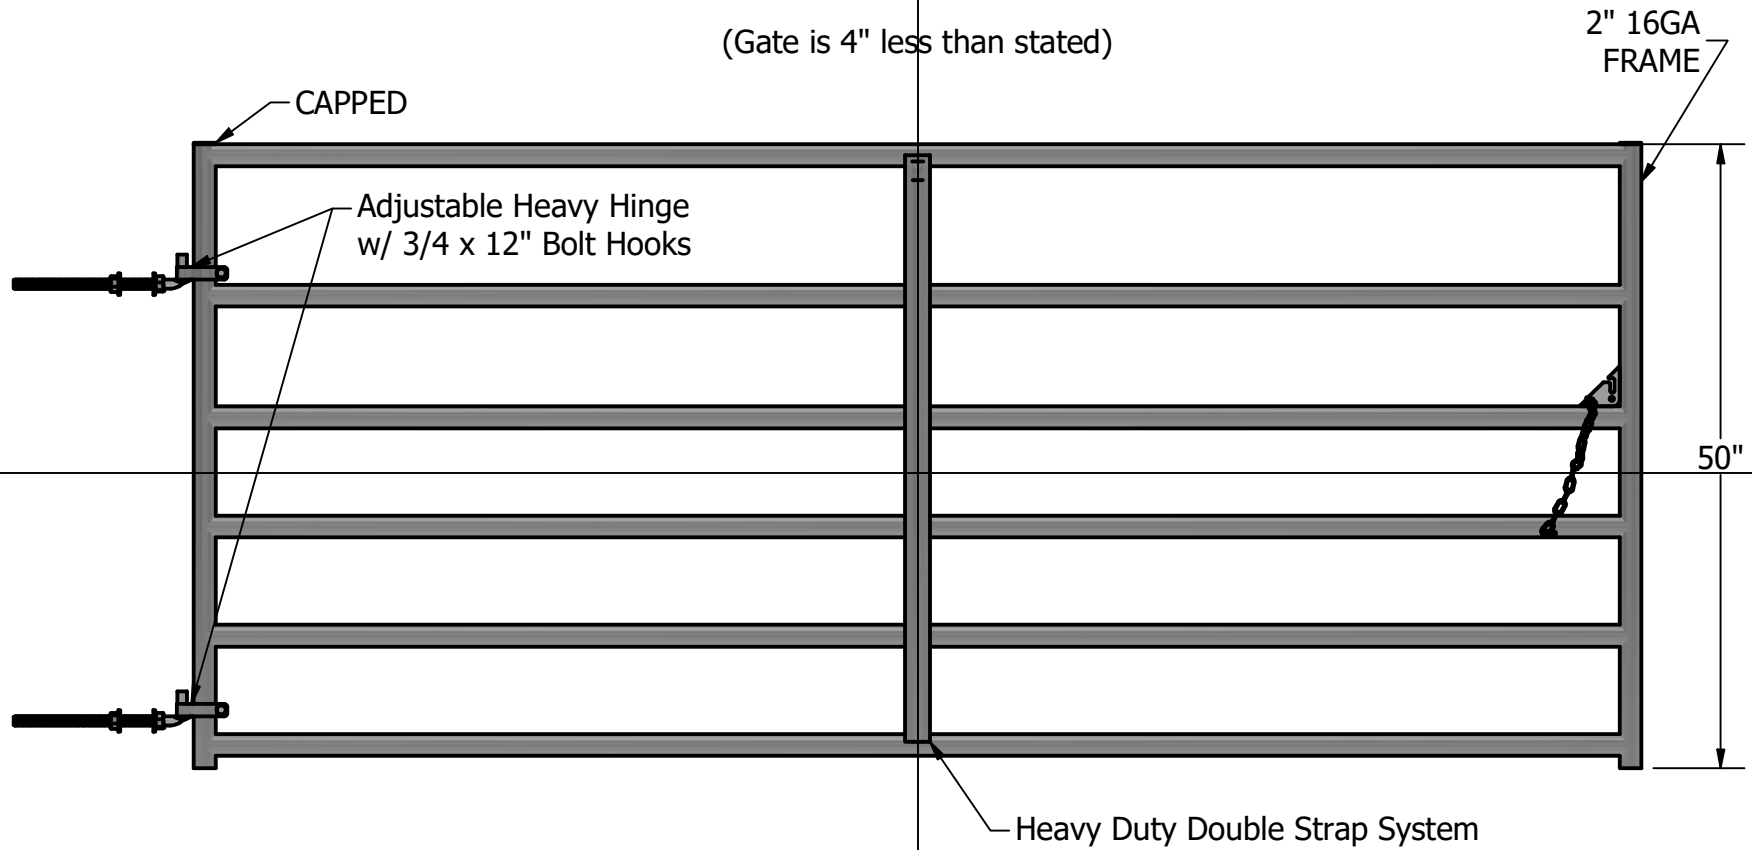 (Gate is 4" less than stated)
2" 16GA
FRAME
CAPPED
Adjustable Heavy Hinge
w/ 3/4 x 12" Bolt Hooks
50"
Heavy Duty Double Strap System